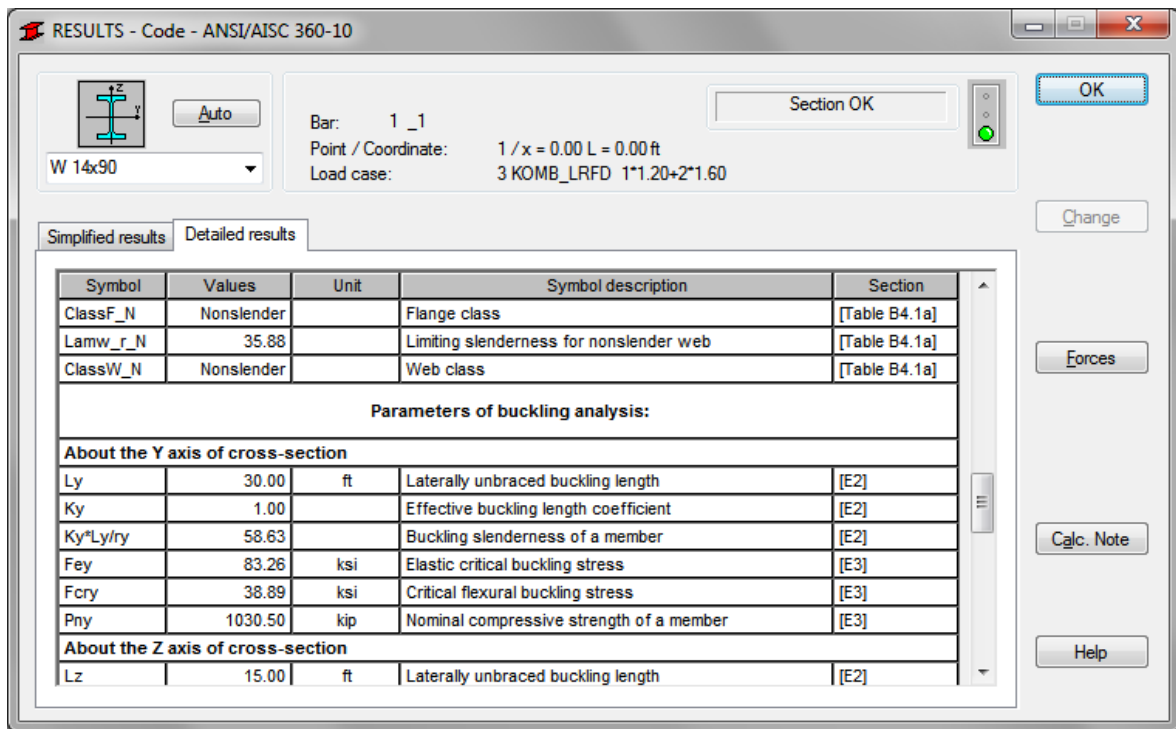 RESULTS - Code - ANSI/AISC 360-10
z
y
Auto
W 14x90
Bar: 1 _1
Point / Coordinate: 1 / x = 0.00 L = 0.00 ft
Load case: 3 KOMB_LRFD 1*1.20+2*1.60
Section OK
OK
Change
Forces
Calc. Note
Help
Simplified results Detailed results
Symbol Values Unit Symbol description Section
ClassF_N Nonslender Flange class [Table B4.1a]
Lamw_r_N 35.88 Limiting slenderness for nonslender web [Table B4.1a]
ClassW_N Nonslender Web class [Table B4.1a]
Parameters of buckling analysis:
About the Y axis of cross-section
Ly 30.00 ft Laterally unbraced buckling length [E2]
Ky 1.00 Effective buckling length coefficient [E2]
Ky*Ly/ry 58.63 Buckling slenderness of a member [E2]
Fey 83.26 ksi Elastic critical buckling stress [E3]
Fcry 38.89 ksi Critical flexural buckling stress [E3]
Pny 1030.50 kip Nominal compressive strength of a member [E3]
About the Z axis of cross-section
Lz 15.00 ft Laterally unbraced buckling length [E2]